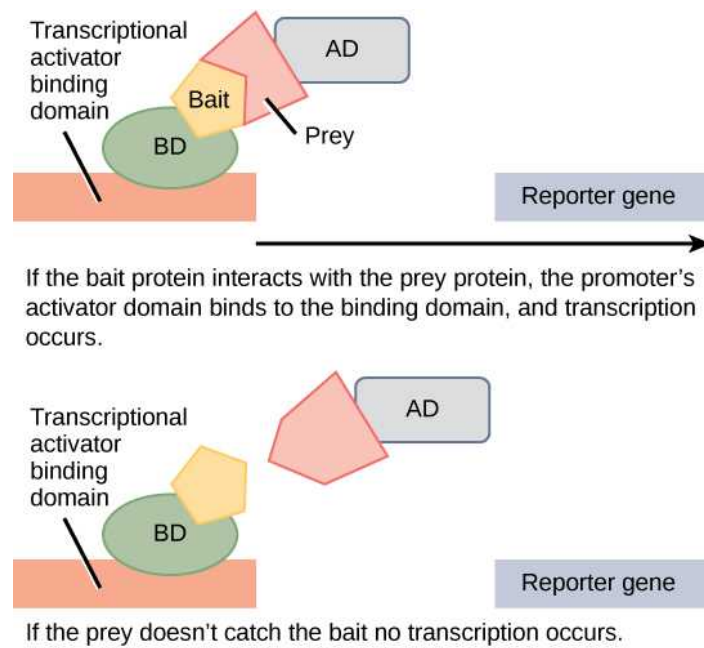 Transcriptional
activator
binding
domain
AD
Bait
Prey
BD
Reporter gene
If the bait protein interacts with the prey protein, the promoter’s
activator domain binds to the binding domain, and transcription
occurs.
Transcriptional
activator
binding
domain
AD
BD
Reporter gene
If the prey doesn’t catch the bait no transcription occurs.